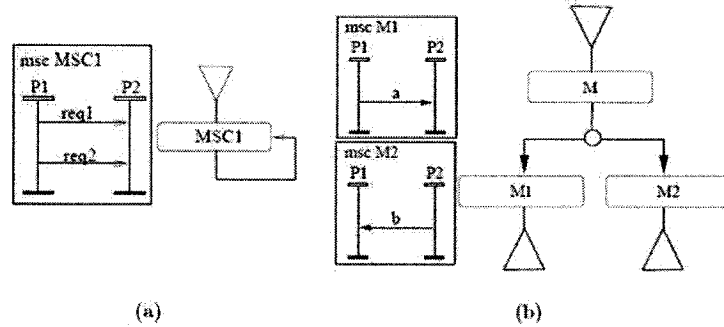 msc MSC1
P1 P2
req1
req2
MSC1
(a)
msc M1
P1 P2
a
msc M2
P1 P2
b
M
M1 M2
(b)